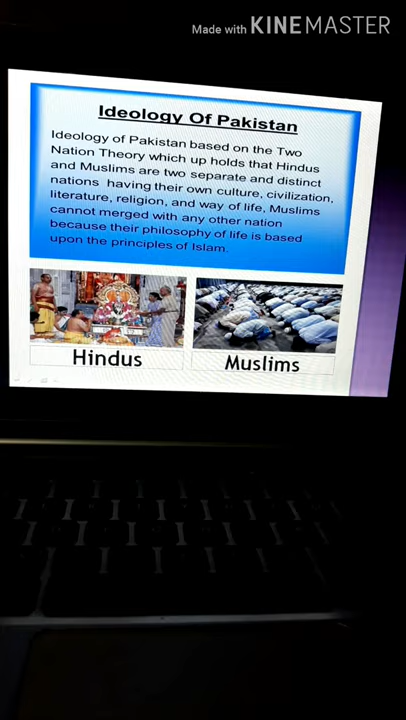 Made with KINEMASTER
Ideology Of Pakistan
Ideology of Pakistan based on the Two
Nation Theory which up holds that Hindus
and Muslims are two separate and distinct
nations having their own culture, civilization,
literature, religion, and way of life, Muslims
cannot merged with any other nation
because their philosophy of life is based
upon the principles of Islam.
Hindus
Muslims